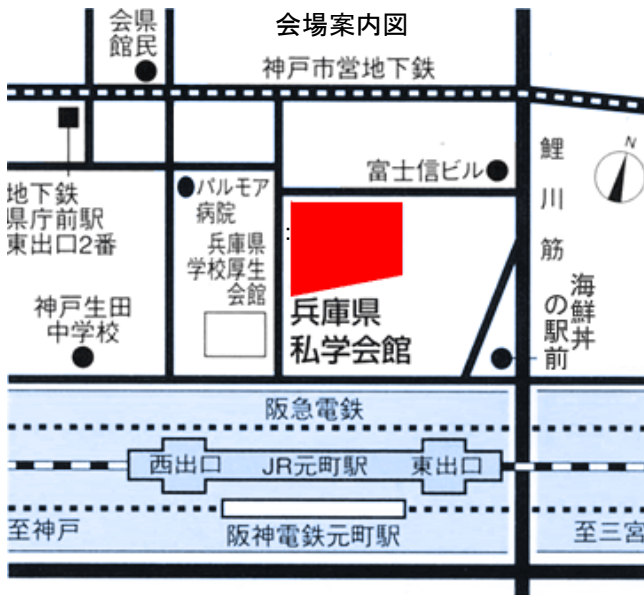 会場案内図
会県
館民
神戸市営地下鉄
N
富士信ビル
鯉川筋
地下鉄
県庁前駅
東出口2番
パルモア
病院
兵庫県
学校厚生
会館
:
海鮮丼
の駅前
神戸生田
中学校
兵庫県
私学会館
阪急電鉄
西出口
JR元町駅
東出口
至神戸
阪神電鉄元町駅
至三宮